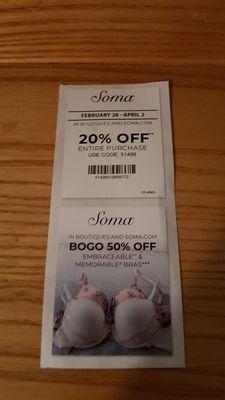 Soma
FEBRUARY 28 - APRIL 2
IN BOUTIQUES AND SOMA.COM
20% OFF**
ENTIRE PURCHASE
USE CODE: 51498
Soma
IN BOUTIQUES AND SOMA.COM
BOGO 50% OFF
EMBRACEABLE™ &
MEMORABLE® BRAS***